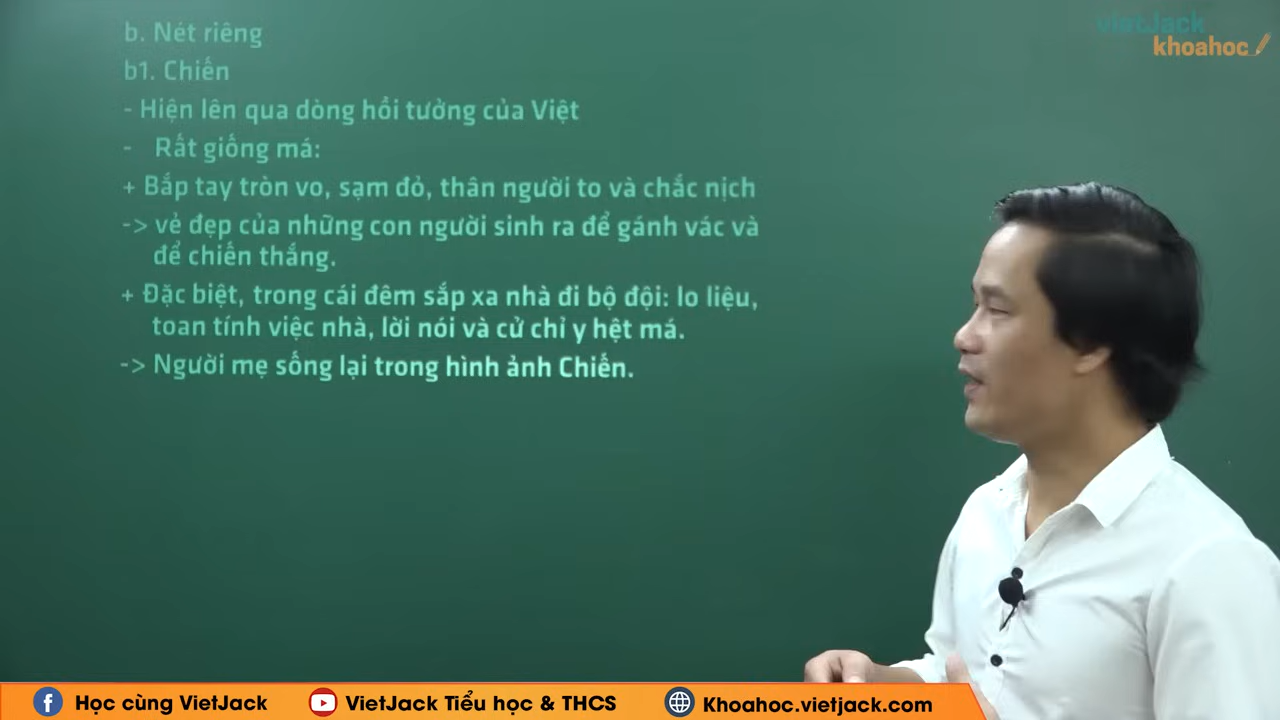 b. Nét riêng
vietJack
khoahoc
b1. Chiến
- Hiện lên qua dòng hồi tưởng của Việt
- Rất giống má:
+ Bắp tay tròn vo, sạm đỏ, thân người to và chắc nịch
-> vẻ đẹp của những con người sinh ra để gánh vác và
để chiến thắng.
+ Đặc biệt, trong cái đêm sắp xa nhà đi bộ đội: lo liệu,
toan tính việc nhà, lời nói và cử chỉ y hệt má.
-> Người mẹ sống lại trong hình ảnh Chiến.
Học cùng VietJack
VietJack Tiểu học & THCS
Khoahoc.vietjack.com